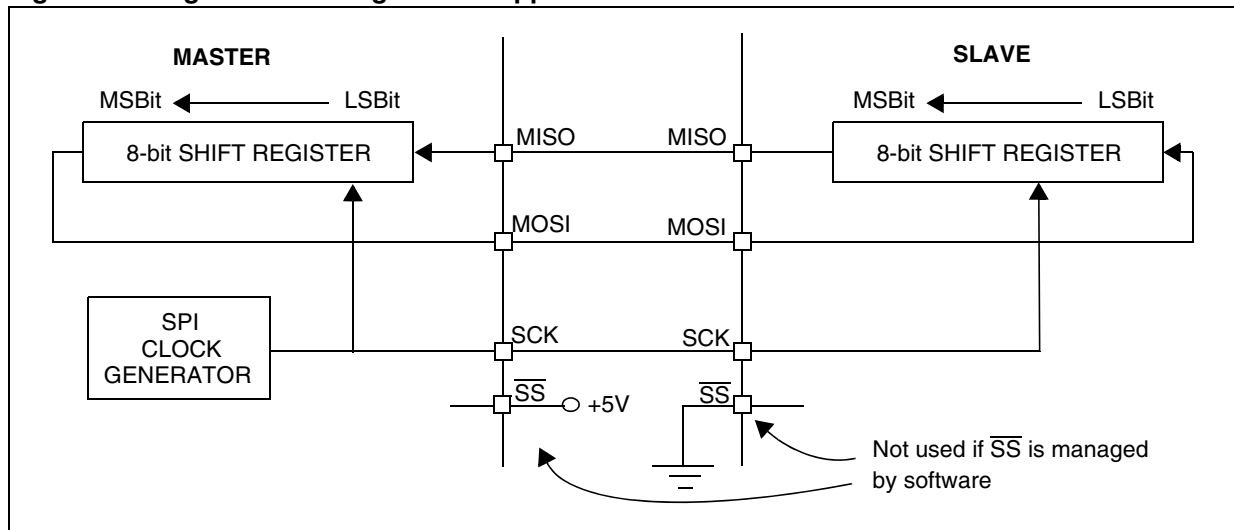 MASTER
SLAVE
MSBit
LSBit
MSBit
LSBit
8-bit SHIFT REGISTER
MISO
MISO
8-bit SHIFT REGISTER
MOSI
MOSI
SPI
CLOCK
GENERATOR
SCK
SCK
SS
+5V
SS
Not used if SS is managed
by software